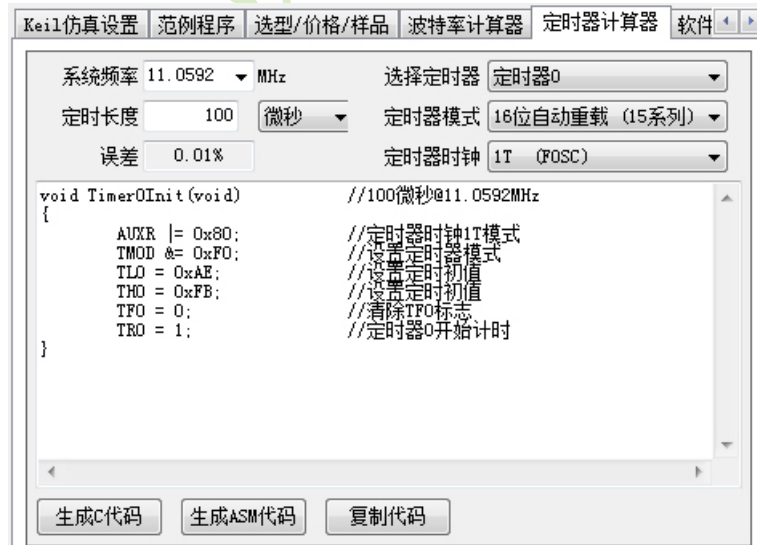 Keil仿真设置 范例程序 选型/价格/样品 波特率计算器 定时器计算器 软件
系统频率 11.0592 MHz 选择定时器 定时器0
定时长度 100 微秒 定时器模式 16位自动重载 (15系列)
误差 0.01% 定时器时钟 1T (FOSC)
void Timer0Init(void) //100微秒@11.0592MHz
{
AUXR |= 0x80; //定时器时钟1T模式
TMOD &= 0xF0; //设置定时器模式
TL0 = 0xAE; //设置定时初值
TH0 = 0xFB; //设置定时初值
TF0 = 0; //清除TF0标志
TR0 = 1; //定时器0开始计时
}
生成C代码 生成ASM代码 复制代码